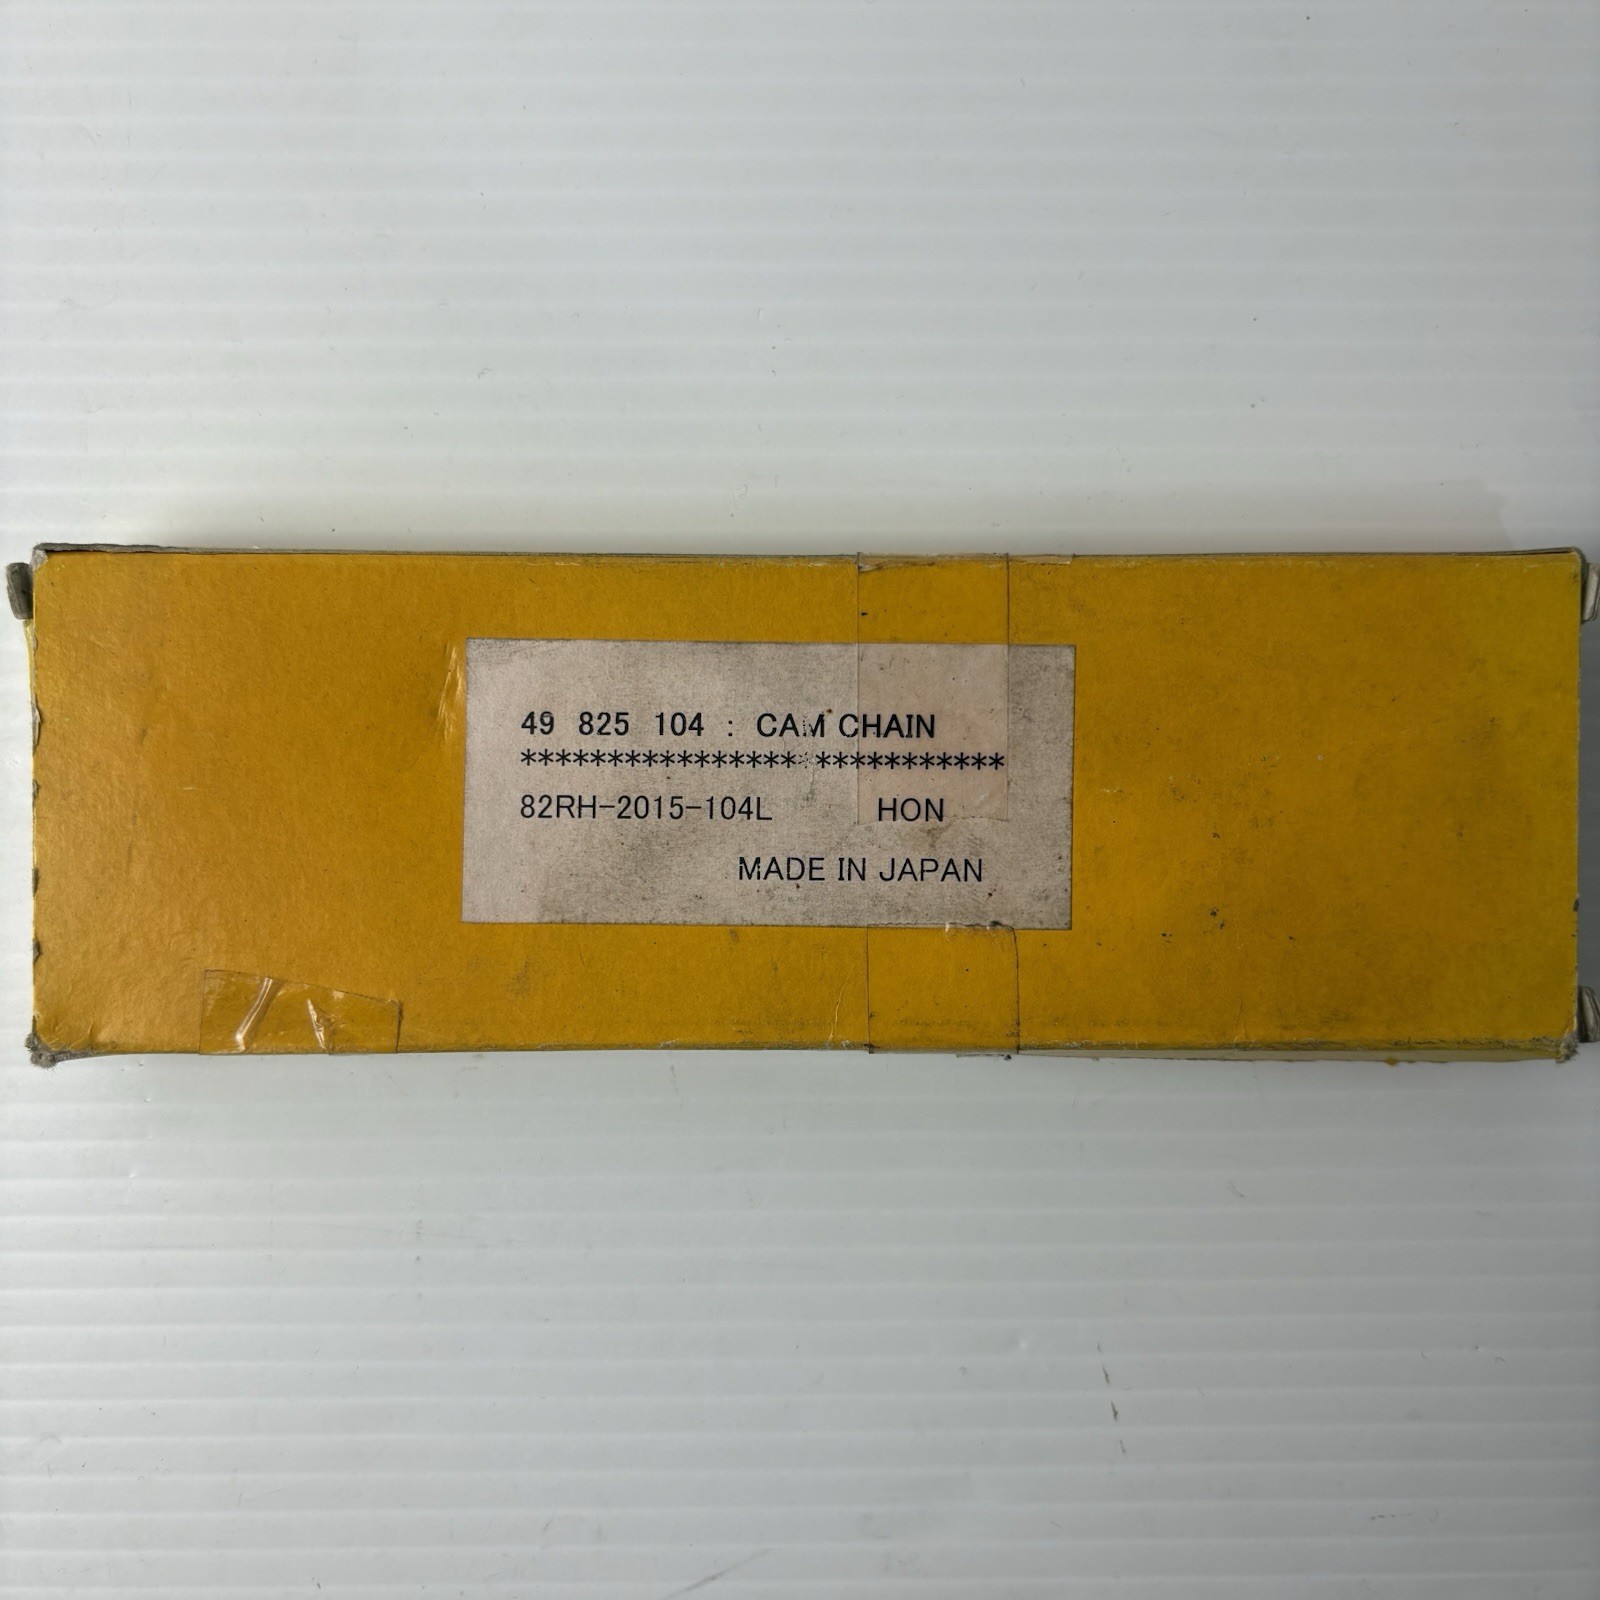 49 825 104 : CAM CHAIN
****************************
82RH-2015-104L HON
MADE IN JAPAN